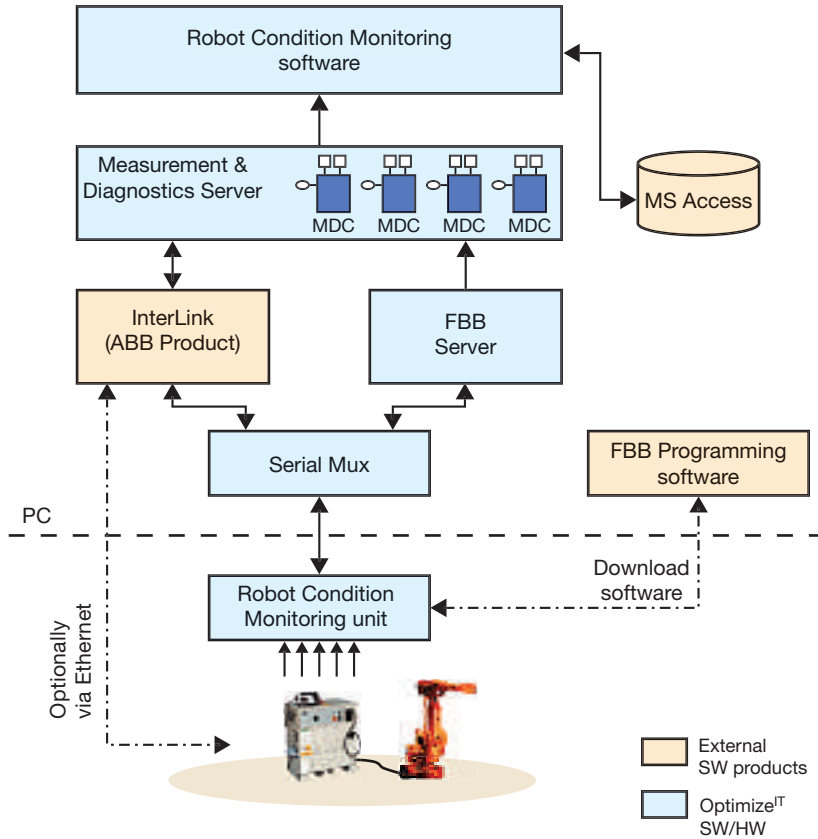 Robot Condition Monitoring
software
Measurement &
Diagnostics Server
MDC
MDC
MDC
MDC
MS Access
InterLink
(ABB Product)
FBB
Server
Serial Mux
FBB Programming
software
PC
Robot Condition
Monitoring unit
Download
software
Optionally
via Ethernet
External
SW products
Optimizeᴵᵀ
SW/HW